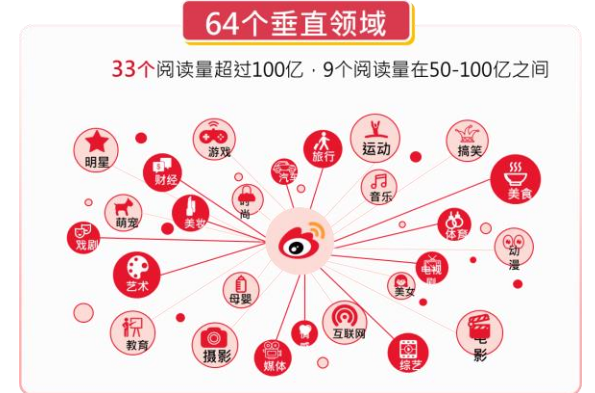 64个垂直领域
33个阅读量超过100亿，9个阅读量在50-100亿之间
明星
游戏
旅行
运动
搞笑
财经
汽车
美食
音乐
时尚
萌宠
美妆
体育
戏剧
动漫
电视剧
艺术
美女
母婴
教育
摄影
互联网
电影
媒体
综艺